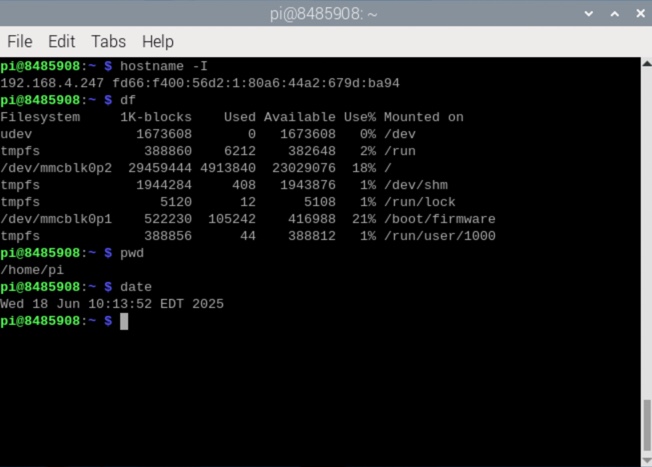 pi@8485908: ~
File Edit Tabs Help
pi@8485908:~ $ hostname -I
192.168.4.247 fd66:f400:56d2:1:80a6:44a2:679d:ba94
pi@8485908:~ $ df
Filesystem     1K-blocks    Used Available Use% Mounted on
udev             1673608       0   1673608   0% /dev
tmpfs             388860    6212    382648   2% /run
/dev/mmcblk0p2  29459444 4913840  23029076  18% /
tmpfs            1944284     408   1943876   1% /dev/shm
tmpfs               5120      12      5108   1% /run/lock
/dev/mmcblk0p1    522230  105242    416988  21% /boot/firmware
tmpfs             388856      44    388812   1% /run/user/1000
pi@8485908:~ $ pwd
/home/pi
pi@8485908:~ $ date
Wed 18 Jun 10:13:52 EDT 2025
pi@8485908:~ $